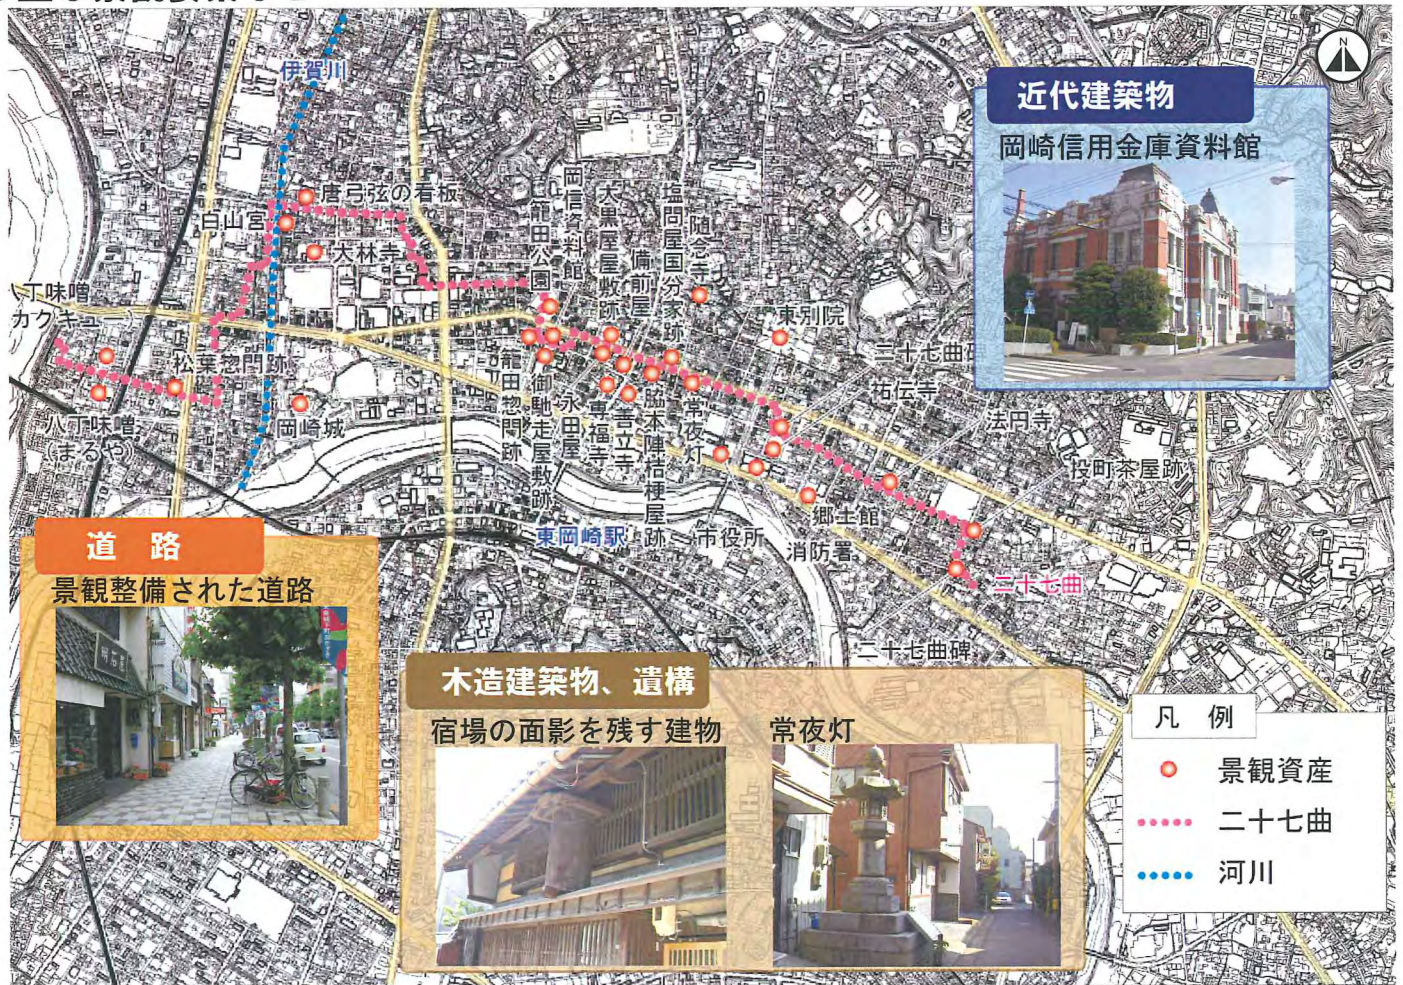 伊賀川
近代建築物
岡崎信用金庫資料館
唐弓弦の看板
白山宮
大林寺
籠田公園
岡信資料館
大黒屋屋敷跡
備前屋
塩問屋国分家跡
随念寺
東別院
二十七曲碑
祐伝寺
法円寺
投町茶屋跡
八丁味噌
(カクキュー)
松葉惣門跡
八丁味噌
(まるや)
岡崎城
籠田惣門跡
御馳走屋敷跡
永田屋
専福寺
善立寺
脇本陣桔梗屋跡
常夜灯
東岡崎駅
市役所
郷土館
消防署
二十七曲
二十七曲碑
道 路
景観整備された道路
木造建築物、遺構
宿場の面影を残す建物
常夜灯
凡 例
景観資産
二十七曲
河川